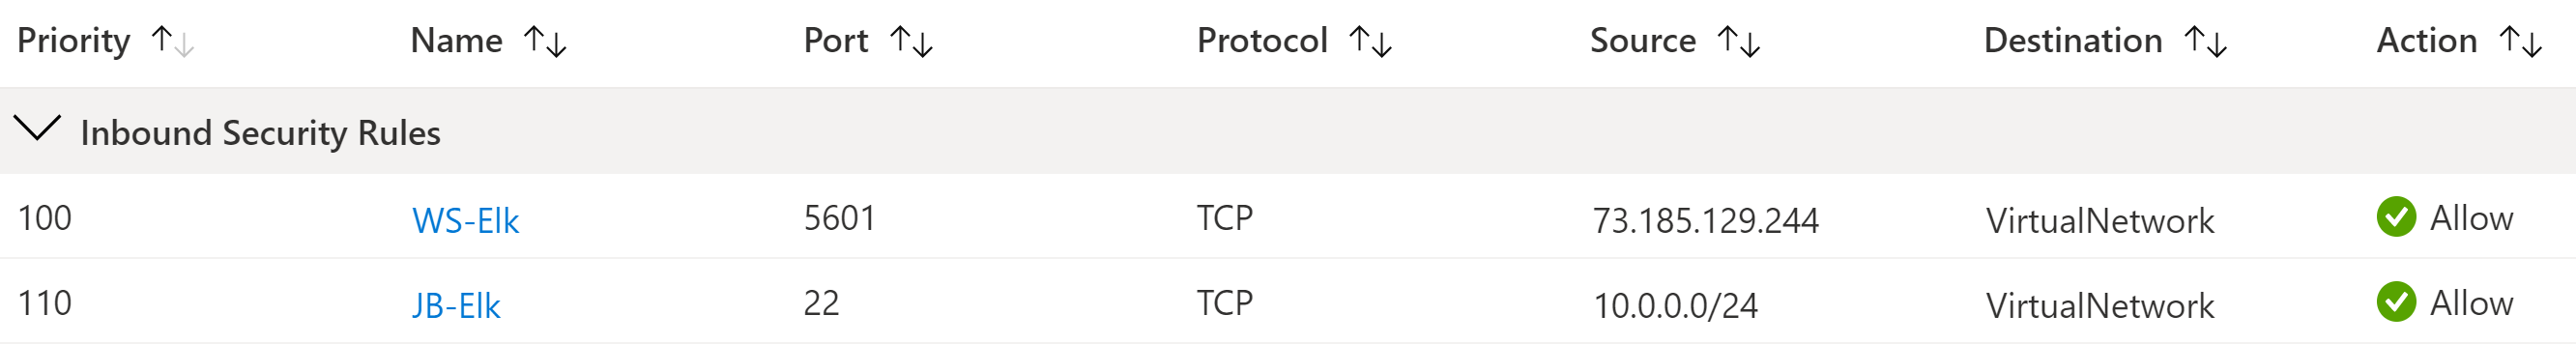 Priority Name Port Protocol Source Destination Action
Inbound Security Rules
100 WS-Elk 5601 TCP 73.185.129.244 VirtualNetwork Allow
110 JB-Elk 22 TCP 10.0.0.0/24 VirtualNetwork Allow